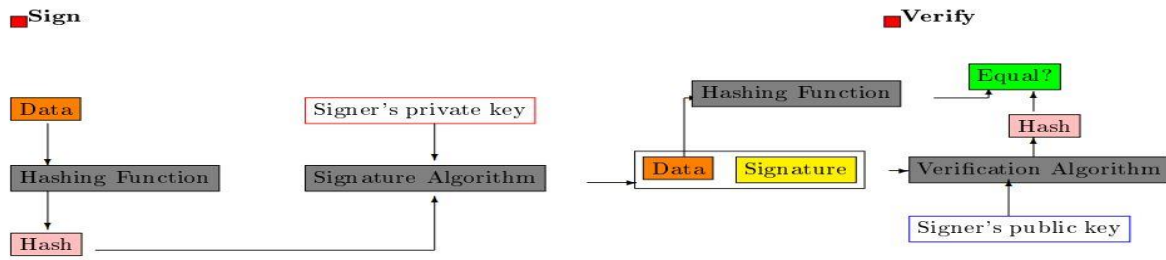 Sign
Data
Signer's private key
Hashing Function
Signature Algorithm
Hash
Verify
Hashing Function
Equal?
Hash
Data
Signature
Verification Algorithm
Signer's public key